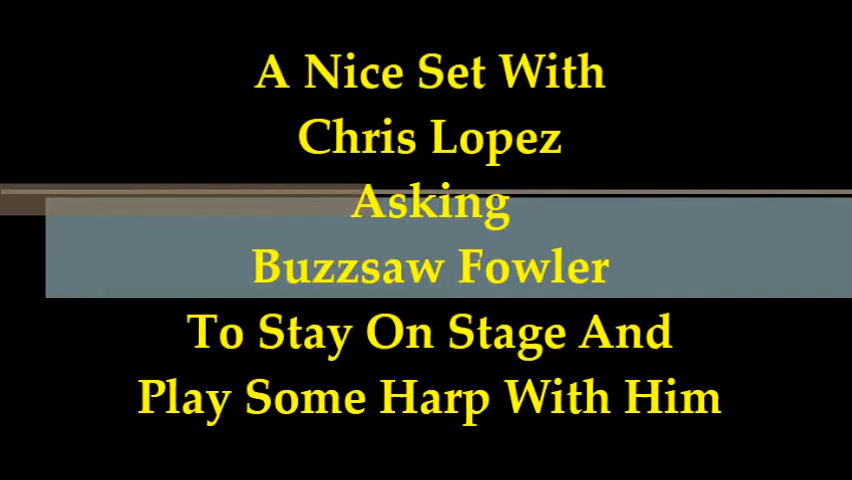 A Nice Set With
Chris Lopez
Asking
Buzzsaw Fowler
To Stay On Stage And
Play Some Harp With Him